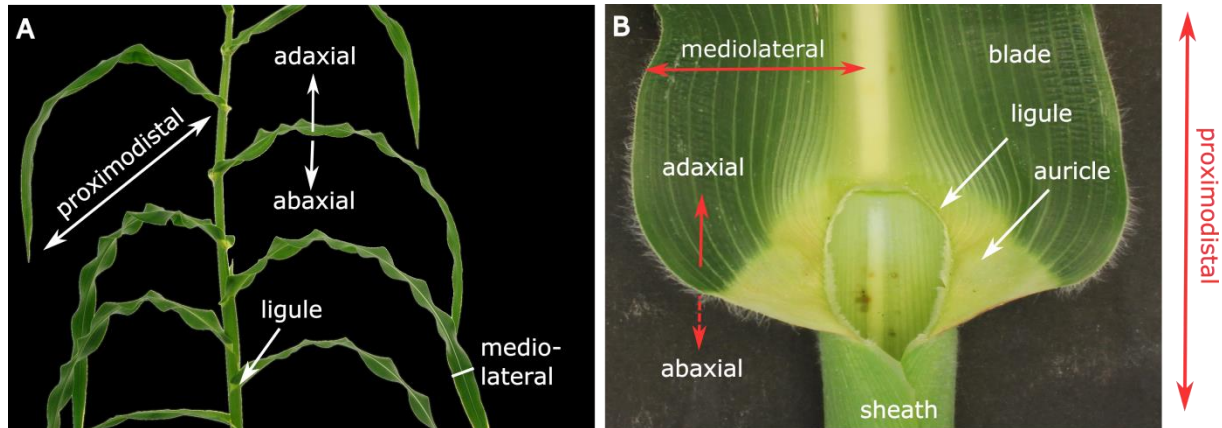 A
adaxial
proximodistal
abaxial
ligule
medio-
lateral
B
mediolateral
blade
ligule
auricle
adaxial
abaxial
sheath
proximodistal